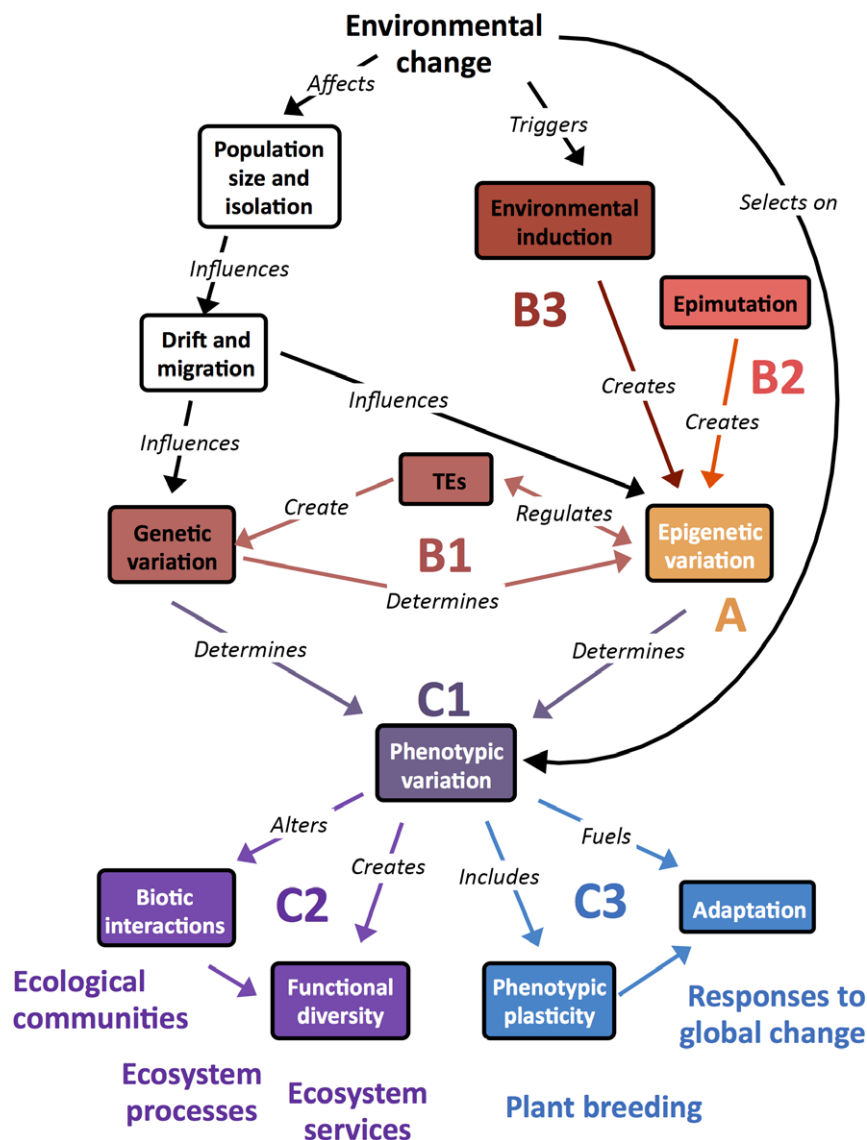 Environmental
change
Affects
Triggers
Population
size and
isolation
Environmental
induction
Selects on
Influences
B3
Epimutation
Drift and
migration
B2
Influences
Creates
Creates
Influences
TEs
Create
Regulates
Genetic
variation
B1
Epigenetic
variation
Determines
A
Determines
Determines
C1
Phenotypic
variation
Alters
Creates
Includes
Fuels
Biotic
interactions
C2
C3
Adaptation
Ecological
communities
Functional
diversity
Phenotypic
plasticity
Responses to
global change
Ecosystem
processes
Ecosystem
services
Plant breeding